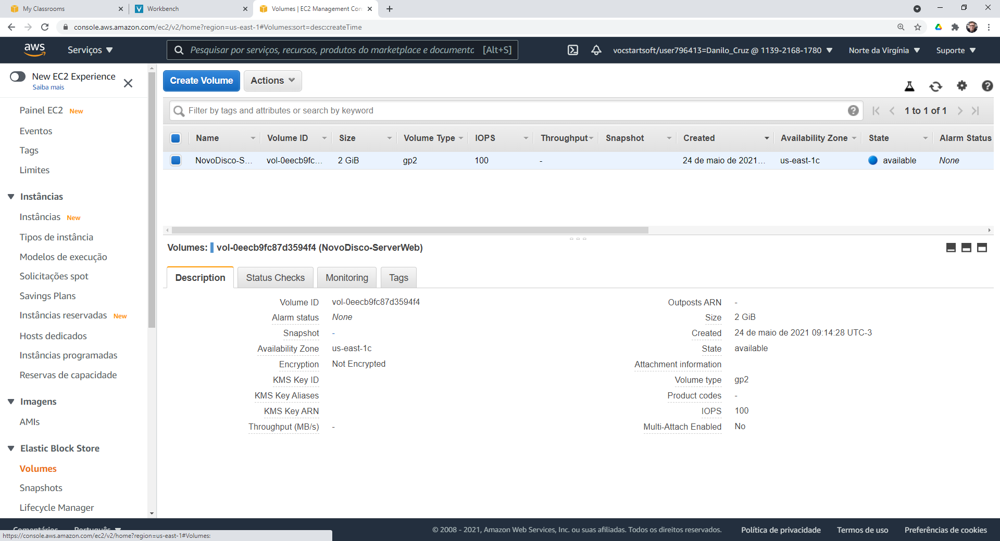 My Classrooms
Workbench
Volumes | EC2 Management Con
console.aws.amazon.com/ec2/v2/home?region=us-east-1#Volumes:sort=desc:createTime
aws
Serviços
Pesquisar por serviços, recursos, produtos do marketplace e documento [Alt+S]
vocstartsoft/user796413=Danilo_Cruz @ 1139-2168-1780
Norte da Virgínia
Suporte
New EC2 Experience
Saiba mais
Painel EC2 New
Eventos
Tags
Limites
Instâncias
Instâncias New
Tipos de instância
Modelos de execução
Solicitações spot
Savings Plans
Instâncias reservadas New
Hosts dedicados
Instâncias programadas
Reservas de capacidade
Imagens
AMIs
Elastic Block Store
Volumes
Snapshots
Lifecycle Manager
Create Volume
Actions
Filter by tags and attributes or search by keyword
1 to 1 of 1
Name Volume ID Size Volume Type IOPS Throughput Snapshot Created Availability Zone State Alarm Status
NovoDisco-S... vol-0eecb9fc... 2 GiB gp2 100 - 24 de maio de 2021... us-east-1c available None
Volumes: vol-0eecb9fc87d3594f4 (NovoDisco-ServerWeb)
Description
Status Checks
Monitoring
Tags
Volume ID vol-0eecb9fc87d3594f4
Alarm status None
Snapshot -
Availability Zone us-east-1c
Encryption Not Encrypted
KMS Key ID
KMS Key Aliases
KMS Key ARN
Throughput (MB/s) -
Outposts ARN -
Size 2 GiB
Created 24 de maio de 2021 09:14:28 UTC-3
State available
Attachment information
Volume type gp2
Product codes -
IOPS 100
Multi-Attach Enabled No
Comentários
Português
https://console.aws.amazon.com/ec2/v2/home?region=us-east-1#Volumes:
© 2008 - 2021, Amazon Web Services, Inc. ou suas afiliadas. Todos os direitos reservados.
Política de privacidade
Termos de uso
Preferências de cookies